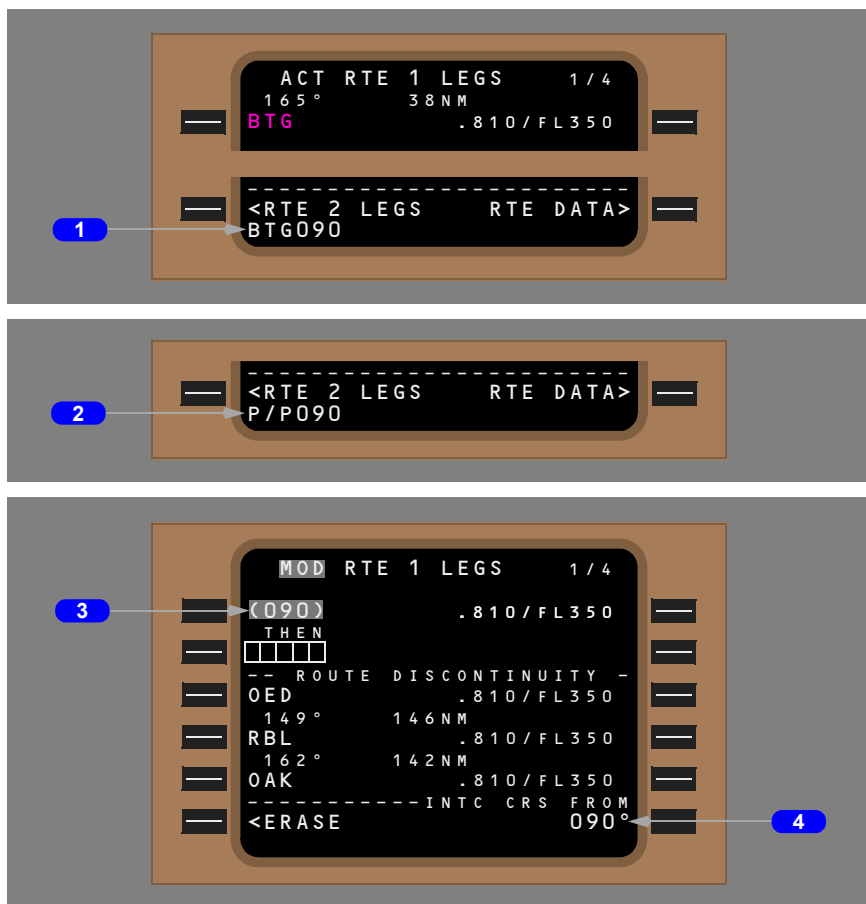 ACT RTE 1 LEGS 1/4
165° 38NM
BTG .810/FL350
------------------------
<RTE 2 LEGS RTE DATA>
1 BTG090
------------------------
<RTE 2 LEGS RTE DATA>
2 P/P090
MOD RTE 1 LEGS 1/4
3 (090) .810/FL350
THEN
-- ROUTE DISCONTINUITY -
OED .810/FL350
149° 146NM
RBL .810/FL350
162° 142NM
OAK .810/FL350
-----------INTC CRS FROM
<ERASE 090° 4